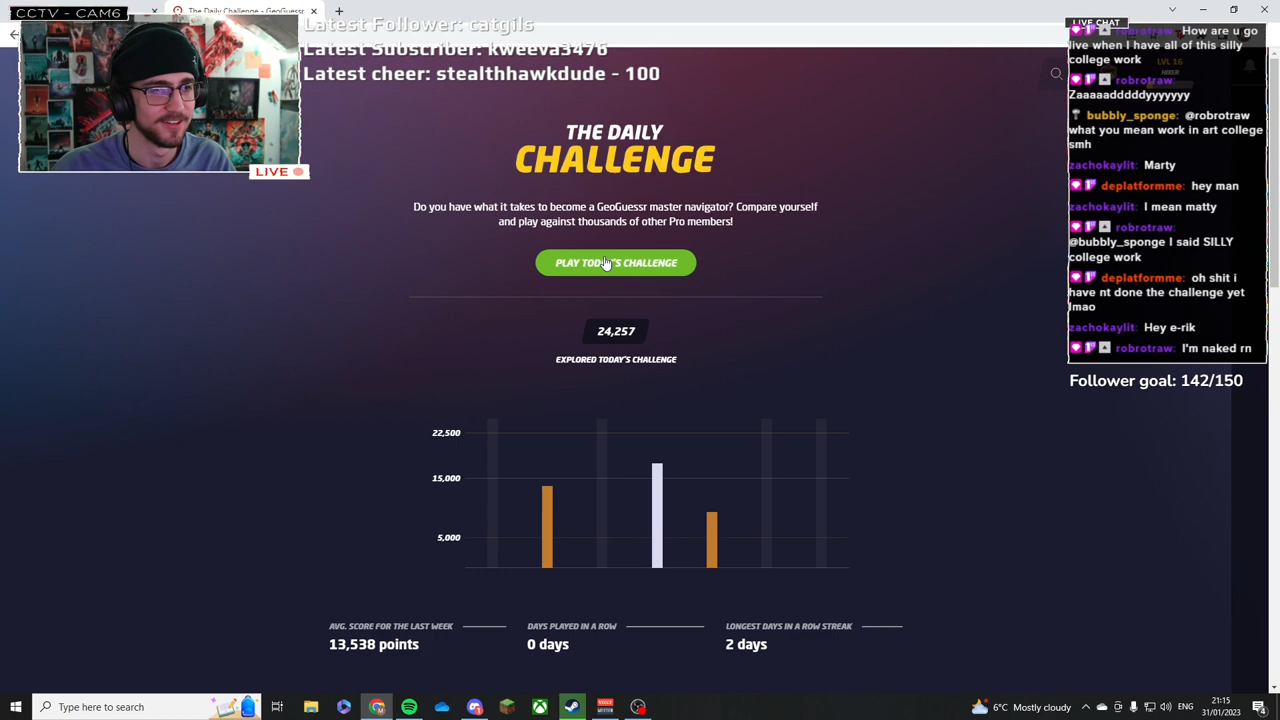 CCTV - CAM6
The Daily Challenge - GeoGuessr
Latest Follower: catgils
Latest Subscriber: kweeva3476
Latest cheer: stealthhawkdude - 100
LIVE
THE DAILY
CHALLENGE
Do you have what it takes to become a GeoGuessr master navigator? Compare yourself
and play against thousands of other Pro members!
PLAY TODAY'S CHALLENGE
24,257
EXPLORED TODAY'S CHALLENGE
22,500
15,000
5,000
AVG. SCORE FOR THE LAST WEEK
13,538 points
DAYS PLAYED IN A ROW
0 days
LONGEST DAYS IN A ROW STREAK
2 days
LIVE CHAT
robrotraw: How are u go
live when I have all of this silly
college work
LVL 16
robrotraw:
Zaaaaadddddyyyyyyy
bubbly_sponge: @robrotraw
what you mean work in art college
smh
zachokaylit: Marty
deplatformme: hey man
zachokaylit: I mean matty
robrotraw:
@bubbly_sponge I said SILLY
college work
deplatformme: oh shit i
have nt done the challenge yet
lmao
zachokaylit: Hey e-rik
robrotraw: I'm naked rn
Follower goal: 142/150
Type here to search
6°C Mostly cloudy
ENG
21:15
31/01/2023